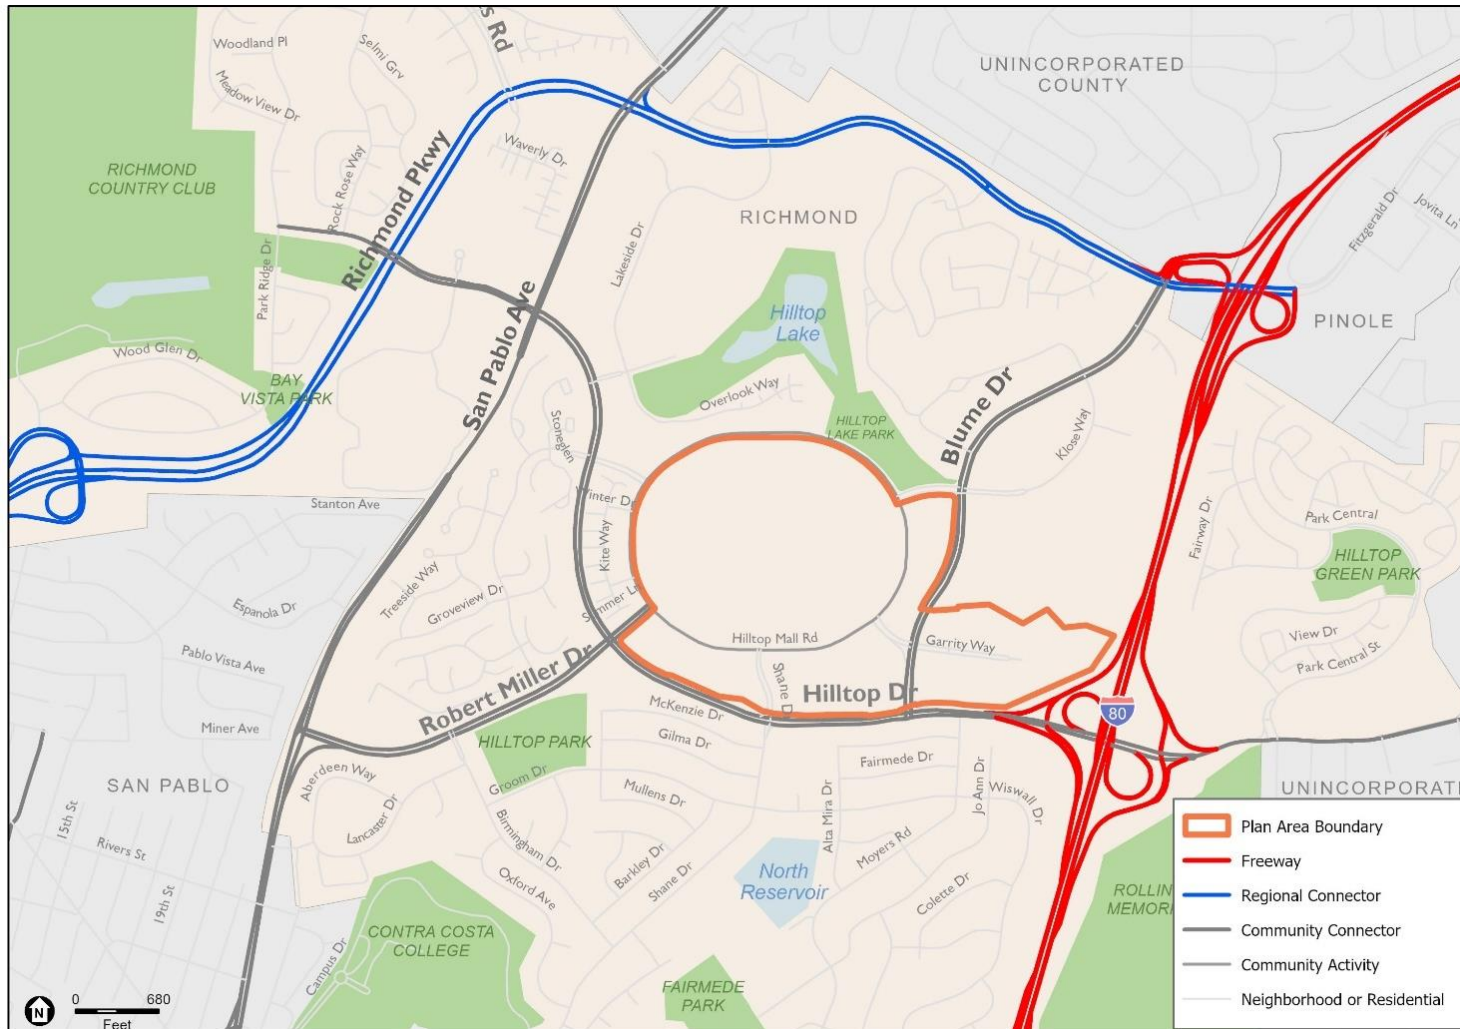 s Rd
Woodland Pl
Selmi Grv
Meadow View Dr
UNINCORPORATED
COUNTY
Waverly Dr
Richmond Pkwy
Rock Rose Way
RICHMOND
COUNTRY CLUB
RICHMOND
Jovita Ln
Fitzgerald Dr
Lakeside Dr
Park Ridge Dr
San Pablo Ave
Hilltop
Lake
PINOLE
Wood Glen Dr
BAY
VISTA PARK
Overlook Way
HILLTOP
LAKE PARK
Blume Dr
Klose Way
Stoneglen
Stanton Ave
Winter Dr
Kite Way
Fairway Dr
Park Central
HILLTOP
GREEN PARK
Treeside Way
Groveview Dr
Summer Ln
Espanola Dr
Hilltop Mall Rd
Garrity Way
View Dr
Park Central St
Pablo Vista Ave
Robert Miller Dr
Shane D
Hilltop Dr
McKenzie Dr
80
Miner Ave
HILLTOP PARK
Gilma Dr
Fairmede Dr
SAN PABLO
Aberdeen Way
Groom Dr
Mullens Dr
Alta Mira Dr
Jo Ann Dr
Wiswall Dr
UNINCORPORATE
15th St
Rivers St
Lancaster Dr
Birmingham Dr
Barkley Dr
Shane Dr
Moyers Rd
North
Reservoir
Colette Dr
19th St
Oxford Ave
ROLLIN
MEMORI
CONTRA COSTA
COLLEGE
Campus Dr
FAIRMEDE
PARK
Plan Area Boundary
Freeway
Regional Connector
Community Connector
Community Activity
Neighborhood or Residential
N
0 680
Feet